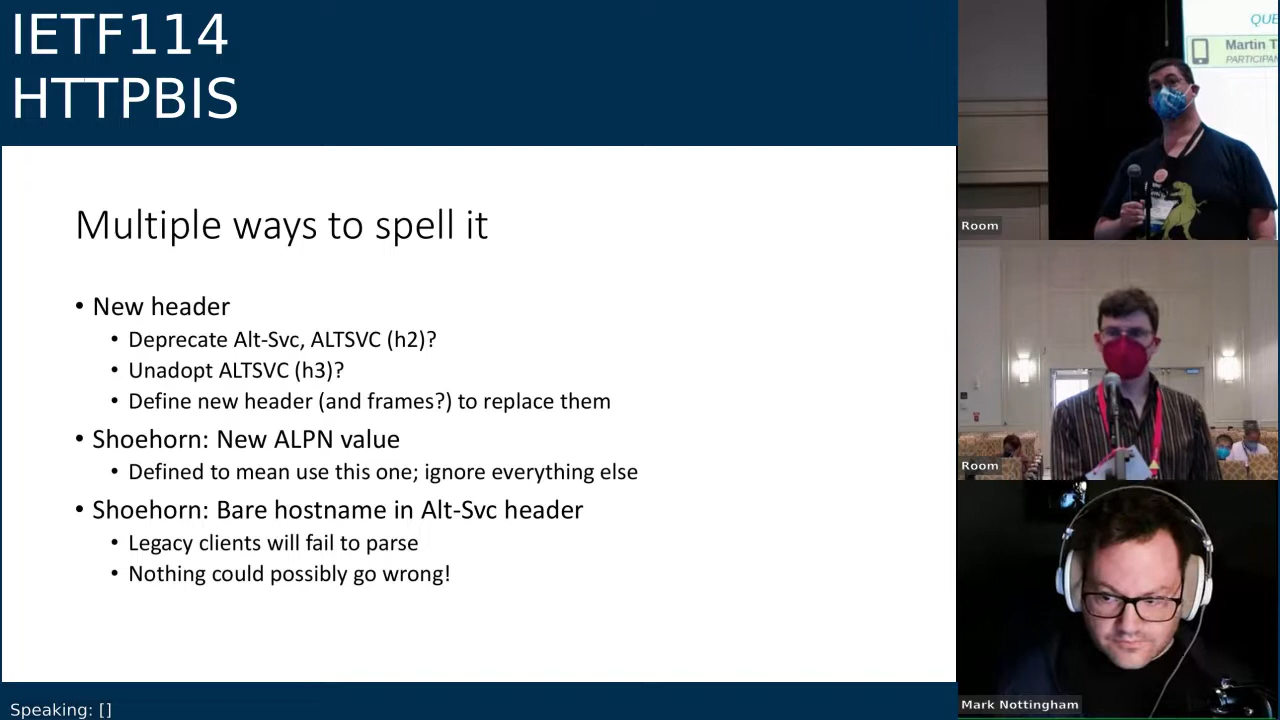 IETF114
HTTPBIS
Multiple ways to spell it
• New header
• Deprecate Alt-Svc, ALTSVC (h2)?
• Unadopt ALTSVC (h3)?
• Define new header (and frames?) to replace them
• Shoehorn: New ALPN value
• Defined to mean use this one; ignore everything else
• Shoehorn: Bare hostname in Alt-Svc header
• Legacy clients will fail to parse
• Nothing could possibly go wrong!
Speaking: []
QUE
Martin T
PARTICIPAN
Room
Room
Mark Nottingham